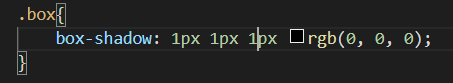 .box{
box-shadow: 1px 1px 1px rgb(0, 0, 0);
}